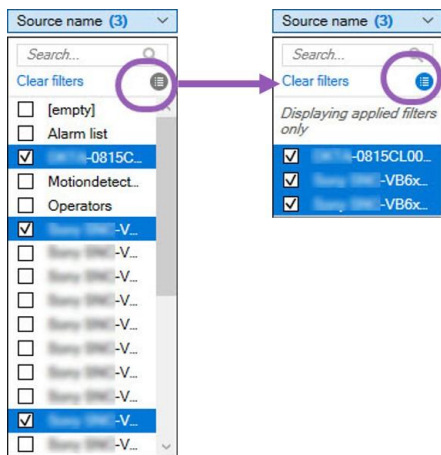 Source name (3)
Search...
Clear filters
[empty]
Alarm list
-0815C...
Motiondetect...
Operators
-V...
-V...
-V...
-V...
-V...
-V...
-V...
-V...
-V...
-V...
Source name (3)
Search...
Clear filters
Displaying applied filters
only
-0815CL00...
-VB6x...
-VB6x...